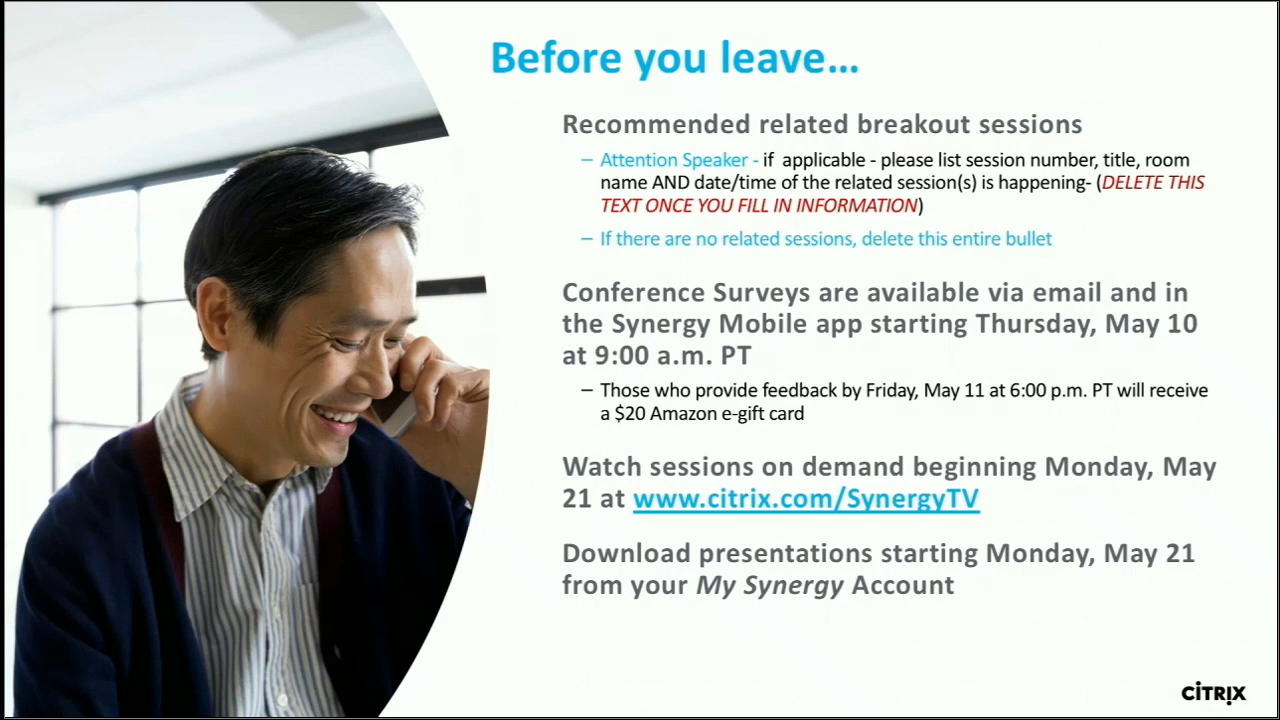 Before you leave…
Recommended related breakout sessions
– Attention Speaker - if applicable - please list session number, title, room
name AND date/time of the related session(s) is happening- (DELETE THIS
TEXT ONCE YOU FILL IN INFORMATION)
– If there are no related sessions, delete this entire bullet
Conference Surveys are available via email and in
the Synergy Mobile app starting Thursday, May 10
at 9:00 a.m. PT
– Those who provide feedback by Friday, May 11 at 6:00 p.m. PT will receive
a $20 Amazon e-gift card
Watch sessions on demand beginning Monday, May
21 at www.citrix.com/SynergyTV
Download presentations starting Monday, May 21
from your My Synergy Account
CİTRIX